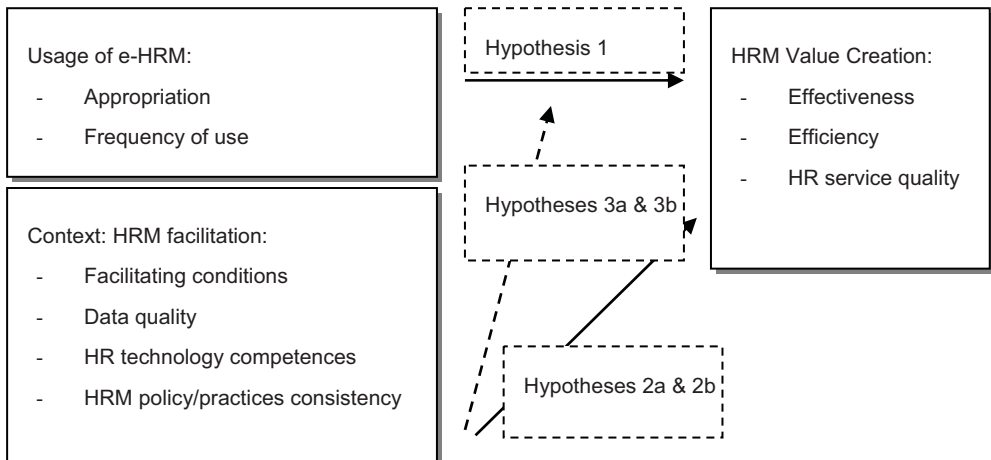 Usage of e-HRM:
- Appropriation
- Frequency of use
Context: HRM facilitation:
- Facilitating conditions
- Data quality
- HR technology competences
- HRM policy/practices consistency
Hypothesis 1
Hypotheses 3a & 3b
Hypotheses 2a & 2b
HRM Value Creation:
- Effectiveness
- Efficiency
- HR service quality